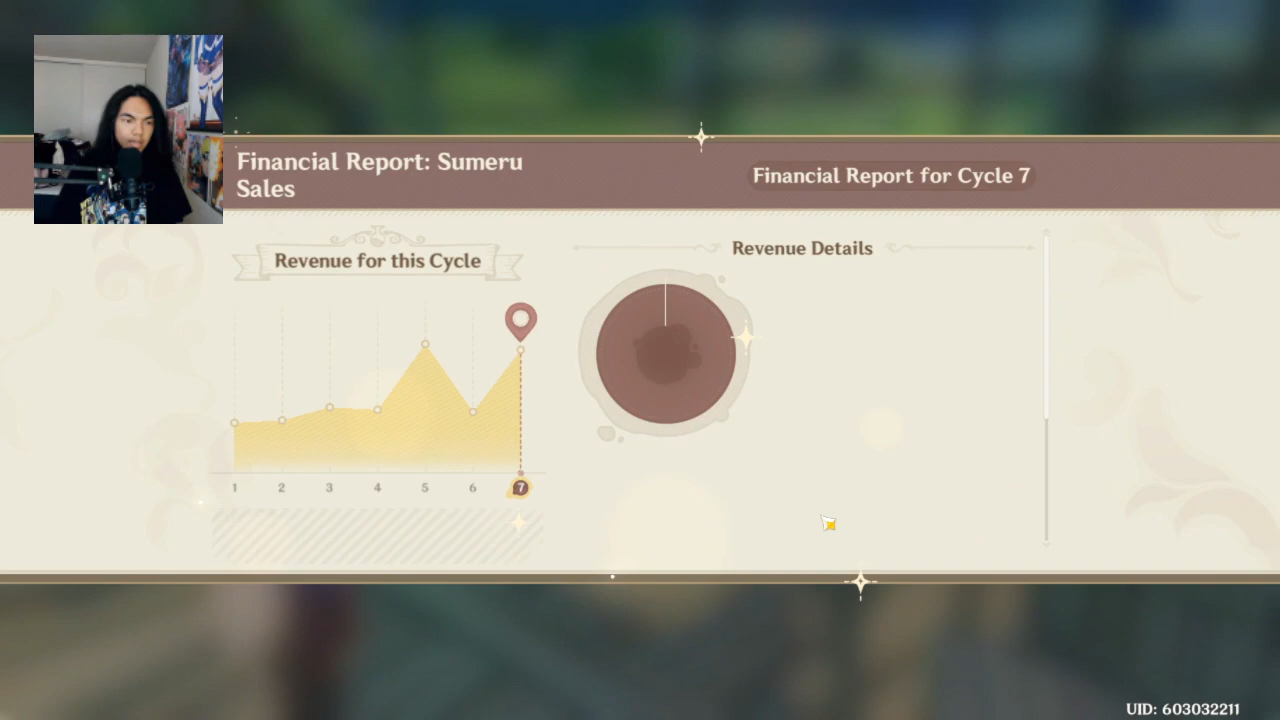 Financial Report: Sumeru
Sales
Financial Report for Cycle 7
Revenue for this Cycle
Revenue Details
1 2 3 4 5 6 7
UID: 603032211